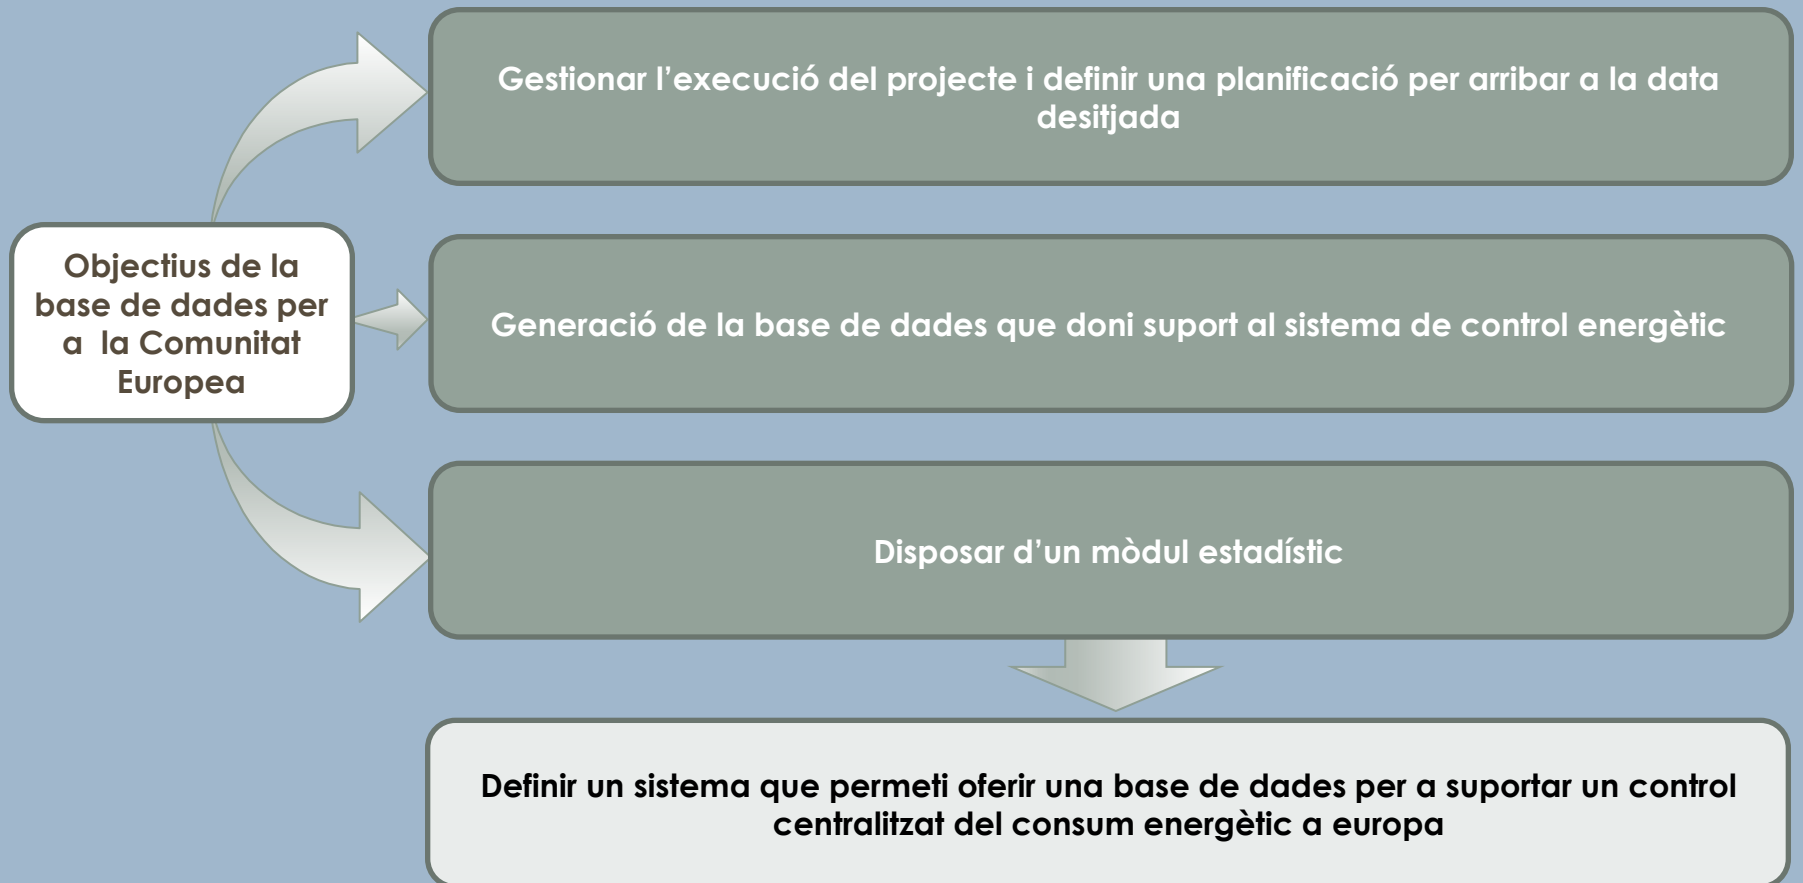 Gestionar l’execució del projecte i definir una planificació per arribar a la data
desitjada
Objectius de la
base de dades per
a la Comunitat
Europea
Generació de la base de dades que doni suport al sistema de control energètic
Disposar d’un mòdul estadístic
Definir un sistema que permeti oferir una base de dades per a suportar un control
centralitzat del consum energètic a europa